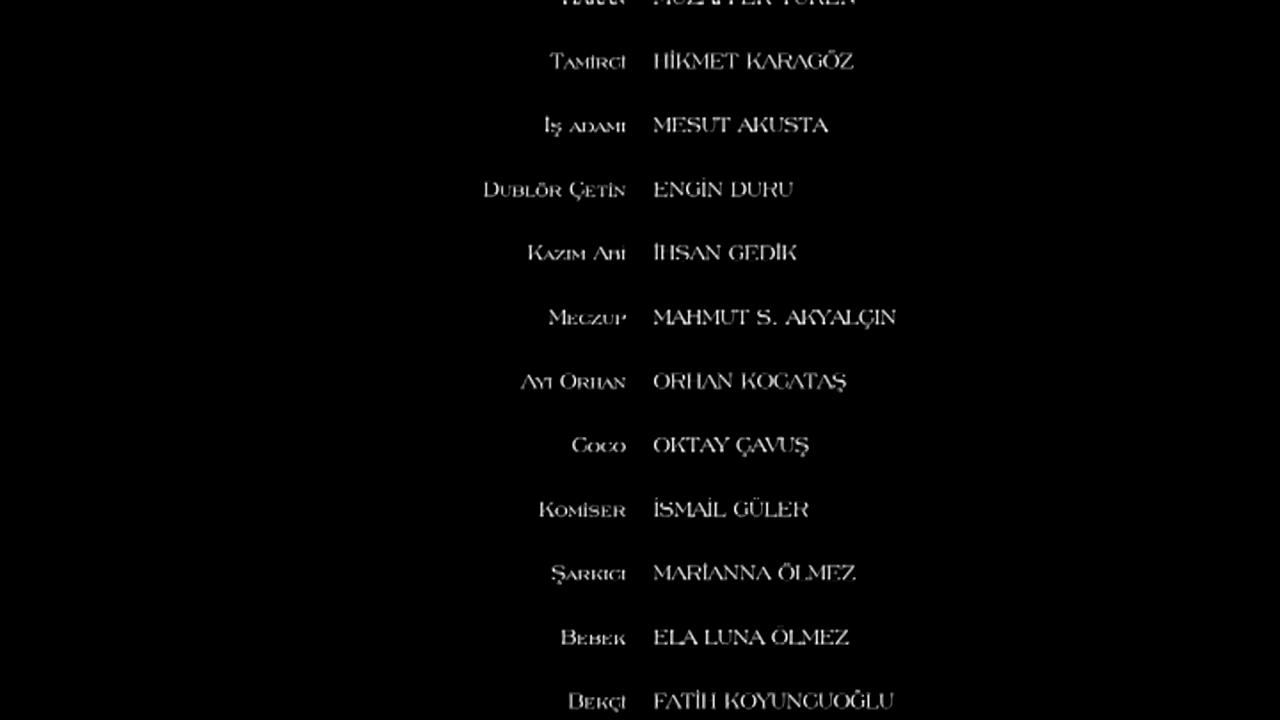 Tamirci HİKMET KARAGÖZ
İş adamı MESUT AKUSTA
Dublör Çetin ENGİN DURU
Kazım Abi İHSAN GEDİK
Meczup MAHMUT S. AKYALÇIN
Ayı Orhan ORHAN KOCATAŞ
Coco OKTAY ÇAVUŞ
Komiser İSMAİL GÜLER
Şarkıcı MARİANNA ÖLMEZ
Bebek ELA LUNA ÖLMEZ
Bekçi FATİH KOYUNCUOĞLU